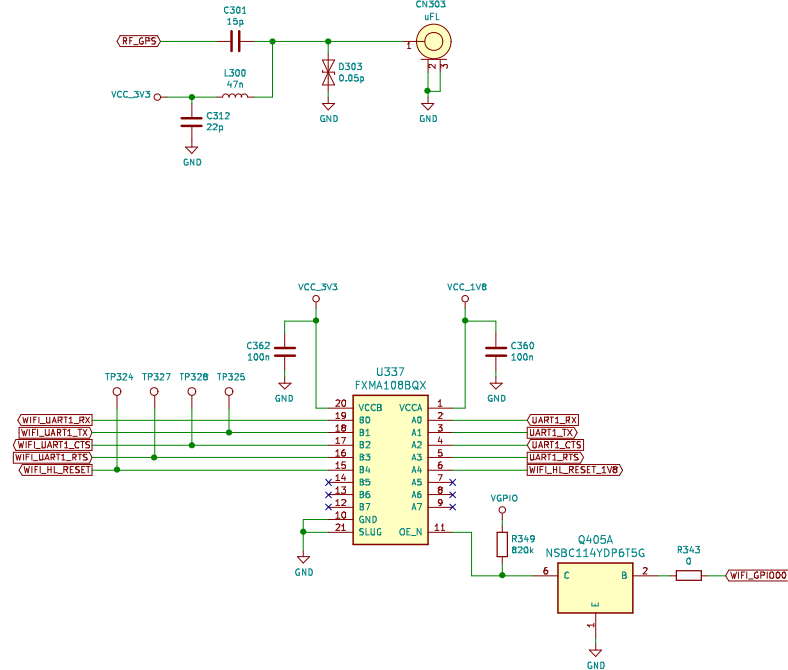 C301
15p
CN303
uFL
RF_GPS
1
D303
0.05p
2
3
L300
47n
VCC_3V3
C312
22p
GND
GND
GND
VCC_3V3
VCC_1V8
C362
100n
C360
100n
GND
GND
U337
FXMA108BQX
TP324 TP327 TP328 TP325
20 VCCB VCCA 1
WIFI_UART1_RX 19 B0 A0 2 UART1_RX
WIFI_UART1_TX 18 B1 A1 3 UART1_TX
WIFI_UART1_CTS 17 B2 A2 4 UART1_CTS
WIFI_UART1_RTS 16 B3 A3 5 UART1_RTS
WIFI_HL_RESET 15 B4 A4 6 WIFI_HL_RESET_1V8
14 B5 A5 7
13 B6 A6 8
12 B7 A7 9
10 GND
21 SLUG OE_N 11
GND
VGPIO
R349
820k
Q405A
NSBC114YDP6T5G
6 C B 2
E
1
GND
R343
0
WIFI_GPIO00